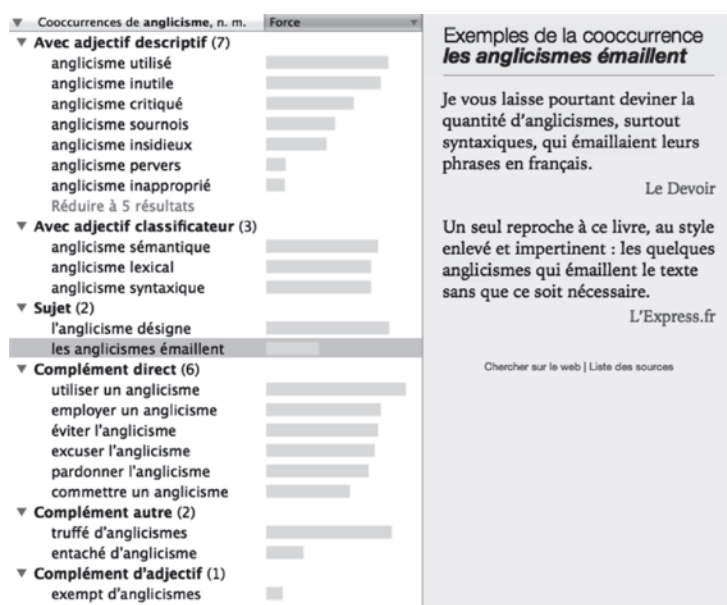 Cooccurrences de anglicisme, n. m. Force
Avec adjectif descriptif (7)
anglicisme utilisé
anglicisme inutile
anglicisme critiqué
anglicisme sournois
anglicisme insidieux
anglicisme pervers
anglicisme inapproprié
Réduire à 5 résultats
Avec adjectif classificateur (3)
anglicisme sémantique
anglicisme lexical
anglicisme syntaxique
Sujet (2)
l'anglicisme désigne
les anglicismes émaillent
Complément direct (6)
utiliser un anglicisme
employer un anglicisme
éviter l'anglicisme
excuser l'anglicisme
pardonner l'anglicisme
commettre un anglicisme
Complément autre (2)
truffé d'anglicismes
entaché d'anglicisme
Complément d'adjectif (1)
exempt d'anglicismes
Exemples de la cooccurrence
les anglicismes émaillent
Je vous laisse pourtant deviner la
quantité d'anglicismes, surtout
syntaxiques, qui émaillaient leurs
phrases en français.
Le Devoir
Un seul reproche à ce livre, au style
enlevé et impertinent : les quelques
anglicismes qui émaillent le texte
sans que ce soit nécessaire.
L'Express.fr
Chercher sur le web | Liste des sources